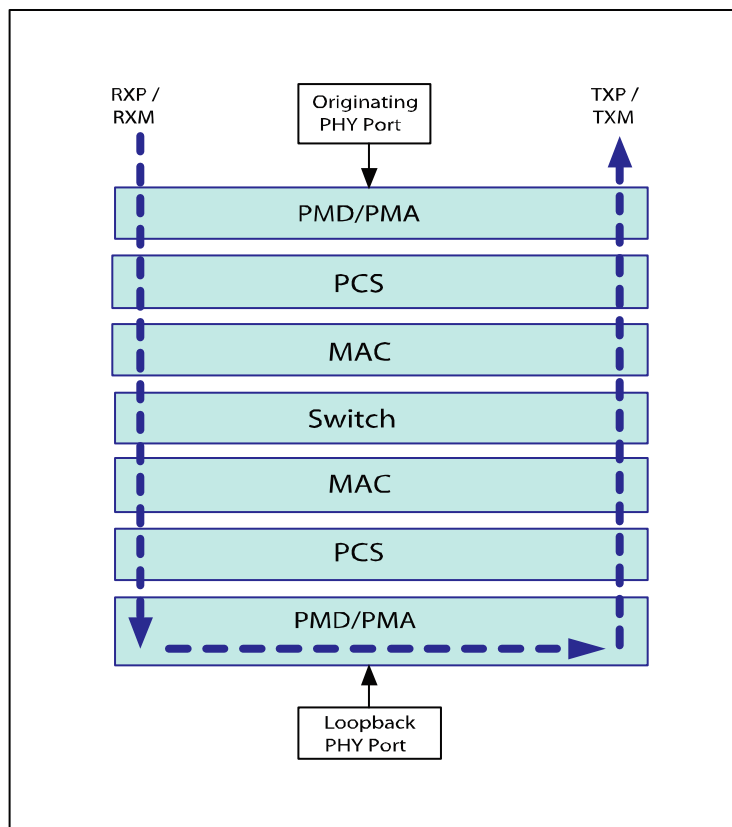 RXP /
RXM
Originating
PHY Port
TXP /
TXM
PMD/PMA
PCS
MAC
Switch
MAC
PCS
PMD/PMA
Loopback
PHY Port